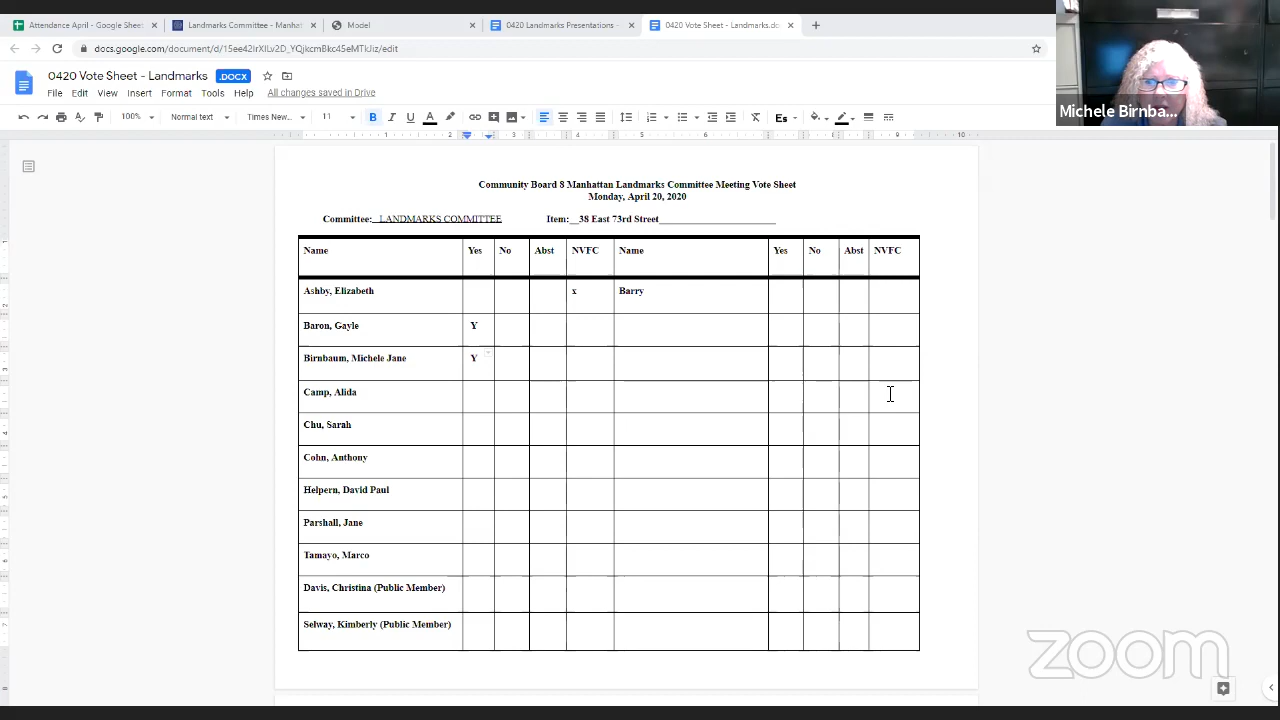 Attendance April - Google Sheet
Landmarks Committee - Manhat
Model
0420 Landmarks Presentations -
0420 Vote Sheet - Landmarks.do
docs.google.com/document/d/
/edit
0420 Vote Sheet - Landmarks .DOCX
File Edit View Insert Format Tools Help All changes saved in Drive
100% Normal text Times New... 11 B I U A
Michele Birnba...
Community Board 8 Manhattan Landmarks Committee Meeting Vote Sheet
Monday, April 20, 2020
Committee: LANDMARKS COMMITTEE Item: 38 East 73rd Street
Name Yes No Abst NVFC Name Yes No Abst NVFC
Ashby, Elizabeth x Barry
Baron, Gayle Y
Birnbaum, Michele Jane Y
Camp, Alida
Chu, Sarah
Cohn, Anthony
Helpern, David Paul
Parshall, Jane
Tamayo, Marco
Davis, Christina (Public Member)
Selway, Kimberly (Public Member)
zoom